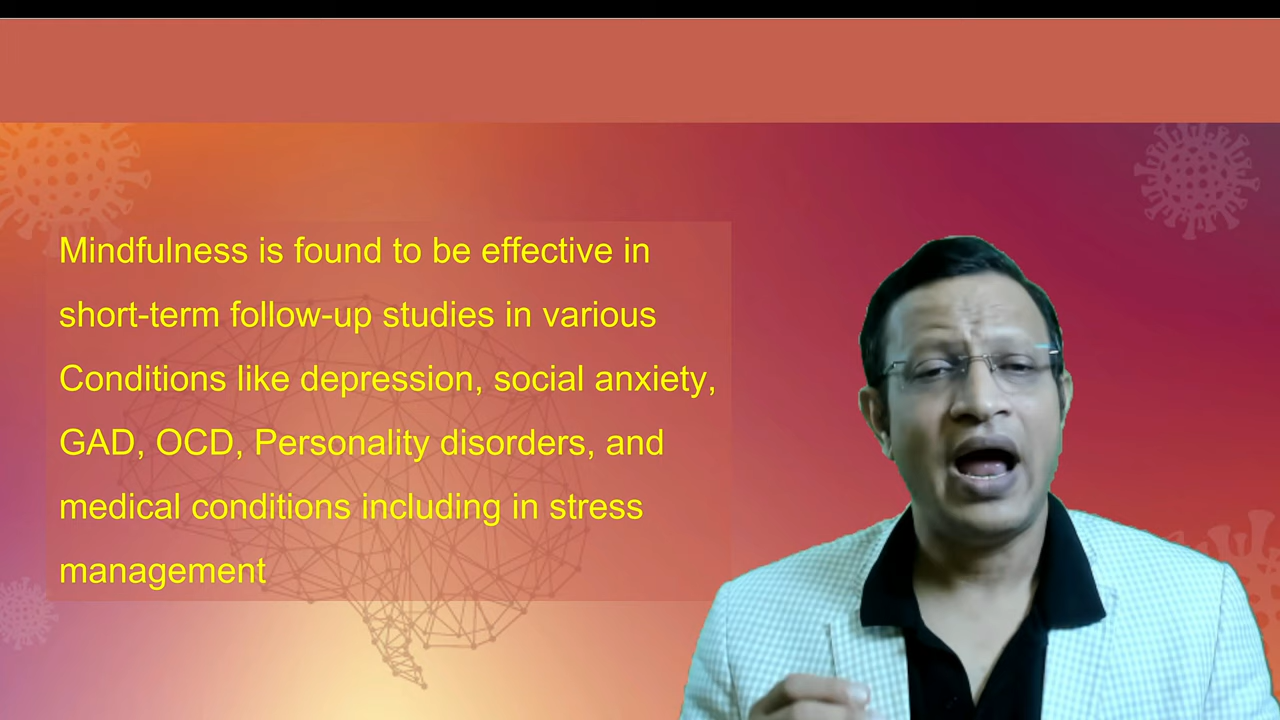 Mindfulness is found to be effective in
short-term follow-up studies in various
Conditions like depression, social anxiety,
GAD, OCD, Personality disorders, and
medical conditions including in stress
management